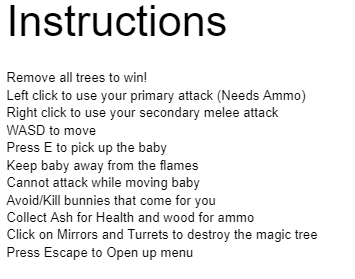 Instructions
Remove all trees to win!
Left click to use your primary attack (Needs Ammo)
Right click to use your secondary melee attack
WASD to move
Press E to pick up the baby
Keep baby away from the flames
Cannot attack while moving baby
Avoid/Kill bunnies that come for you
Collect Ash for Health and wood for ammo
Click on Mirrors and Turrets to destroy the magic tree
Press Escape to Open up menu